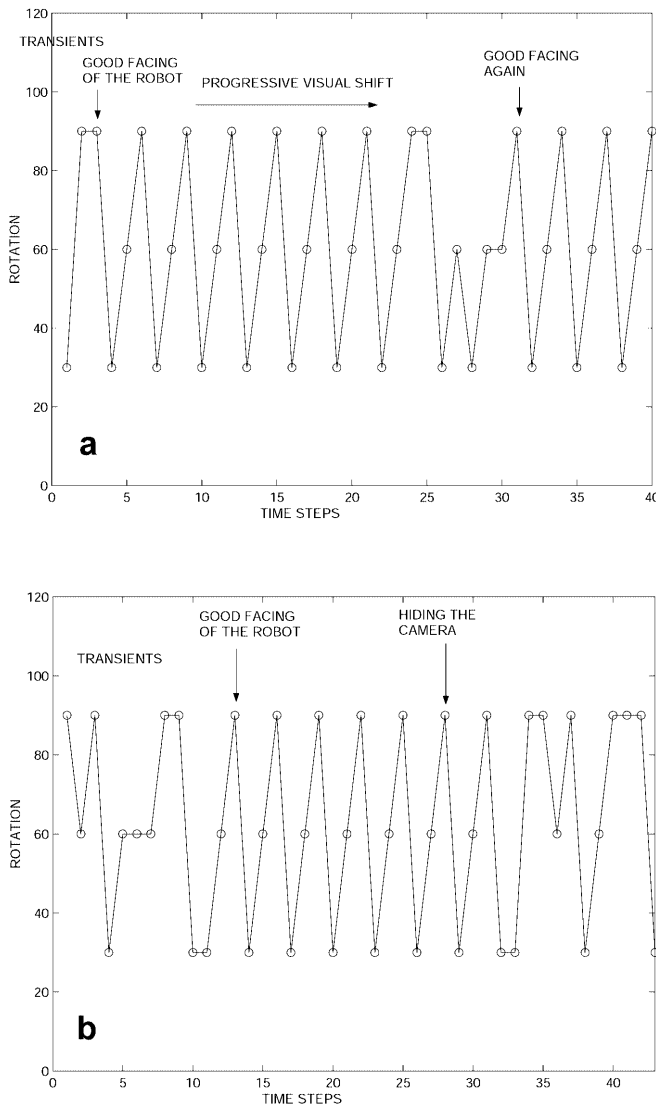 120
TRANSIENTS
GOOD FACING
OF THE ROBOT
PROGRESSIVE VISUAL SHIFT
GOOD FACING
AGAIN
100
80
60
40
20
0
ROTATION
a
0 5 10 15 20 25 30 35 40
TIME STEPS
120
GOOD FACING
OF THE ROBOT
HIDING THE
CAMERA
TRANSIENTS
100
80
60
40
20
0
ROTATION
b
0 5 10 15 20 25 30 35 40
TIME STEPS